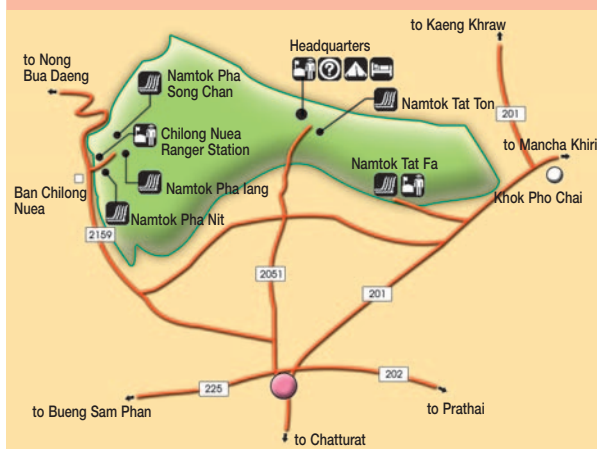 to Kaeng Khraw
to Nong
Bua Daeng
Headquarters
?
Namtok Pha
Song Chan
Namtok Tat Ton
201
Chilong Nuea
Ranger Station
to Mancha Khiri
Namtok Tat Fa
Namtok Pha Iang
Ban Chilong
Nuea
Khok Pho Chai
Namtok Pha Nit
2159
2051
201
202
225
to Bueng Sam Phan
to Prathai
to Chatturat